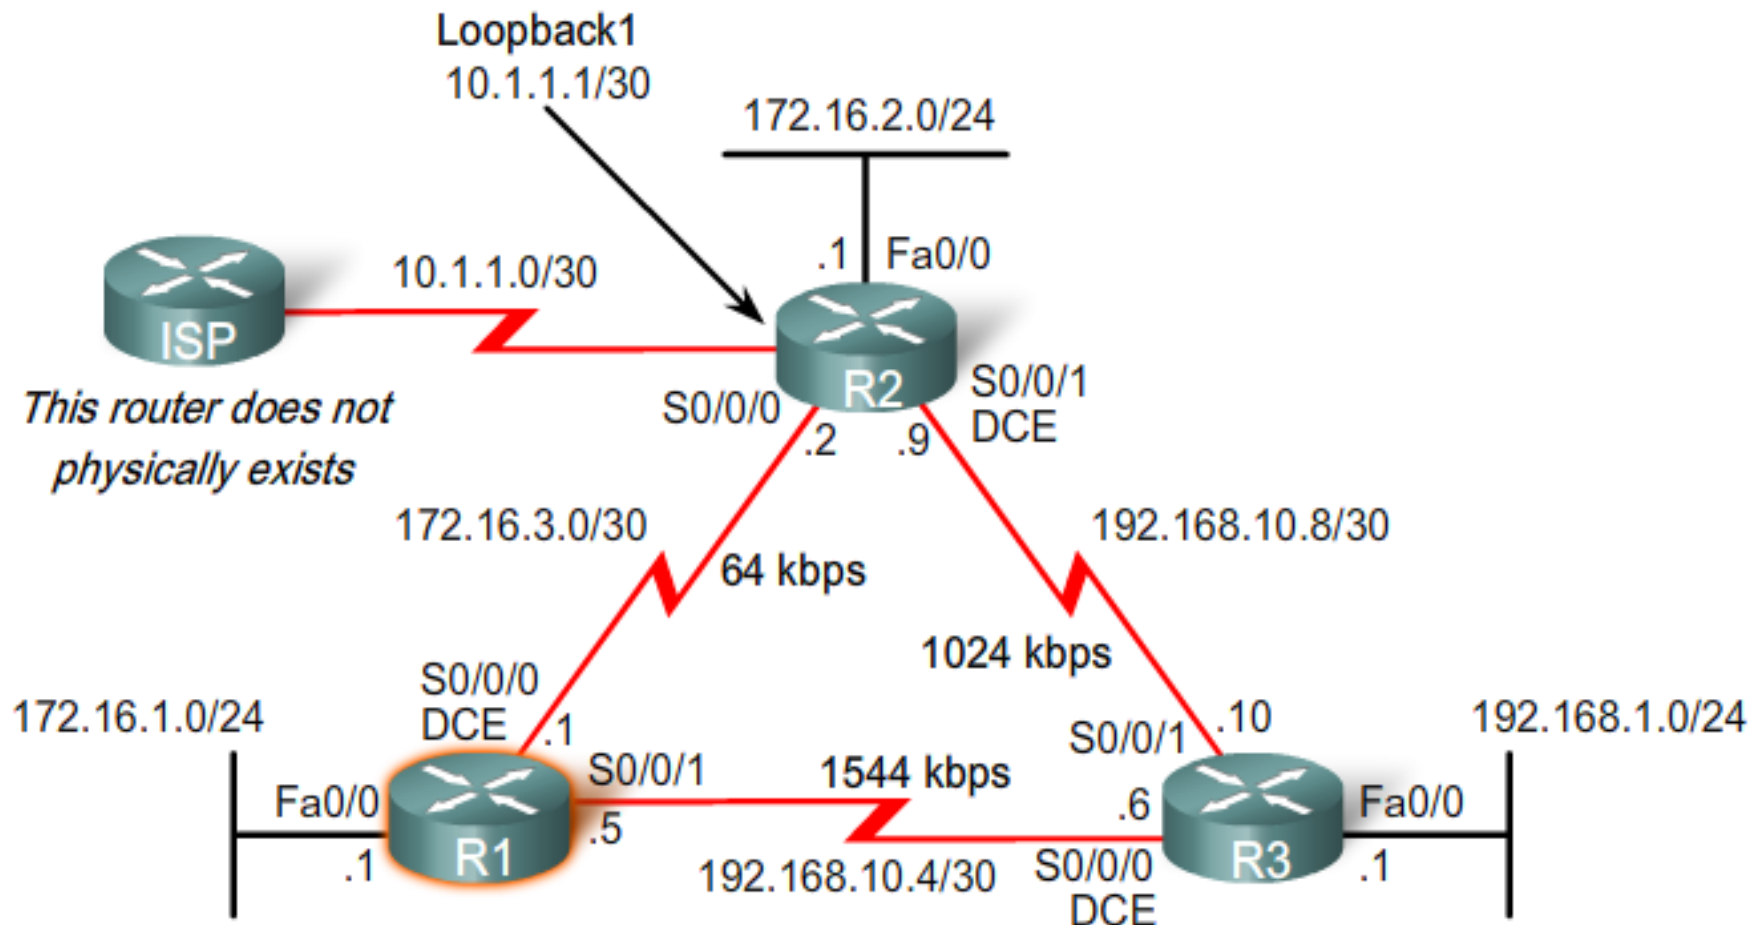 Loopback1
10.1.1.1/30
172.16.2.0/24
.1 Fa0/0
10.1.1.0/30
ISP
This router does not
physically exists
R2
S0/0/0
S0/0/1
DCE
.2
.9
172.16.3.0/30
192.168.10.8/30
64 kbps
1024 kbps
S0/0/0
DCE
.1
172.16.1.0/24
.10
S0/0/1
192.168.1.0/24
S0/0/1
1544 kbps
Fa0/0
.1
R1
.5
.6
Fa0/0
192.168.10.4/30
S0/0/0
DCE
R3
.1